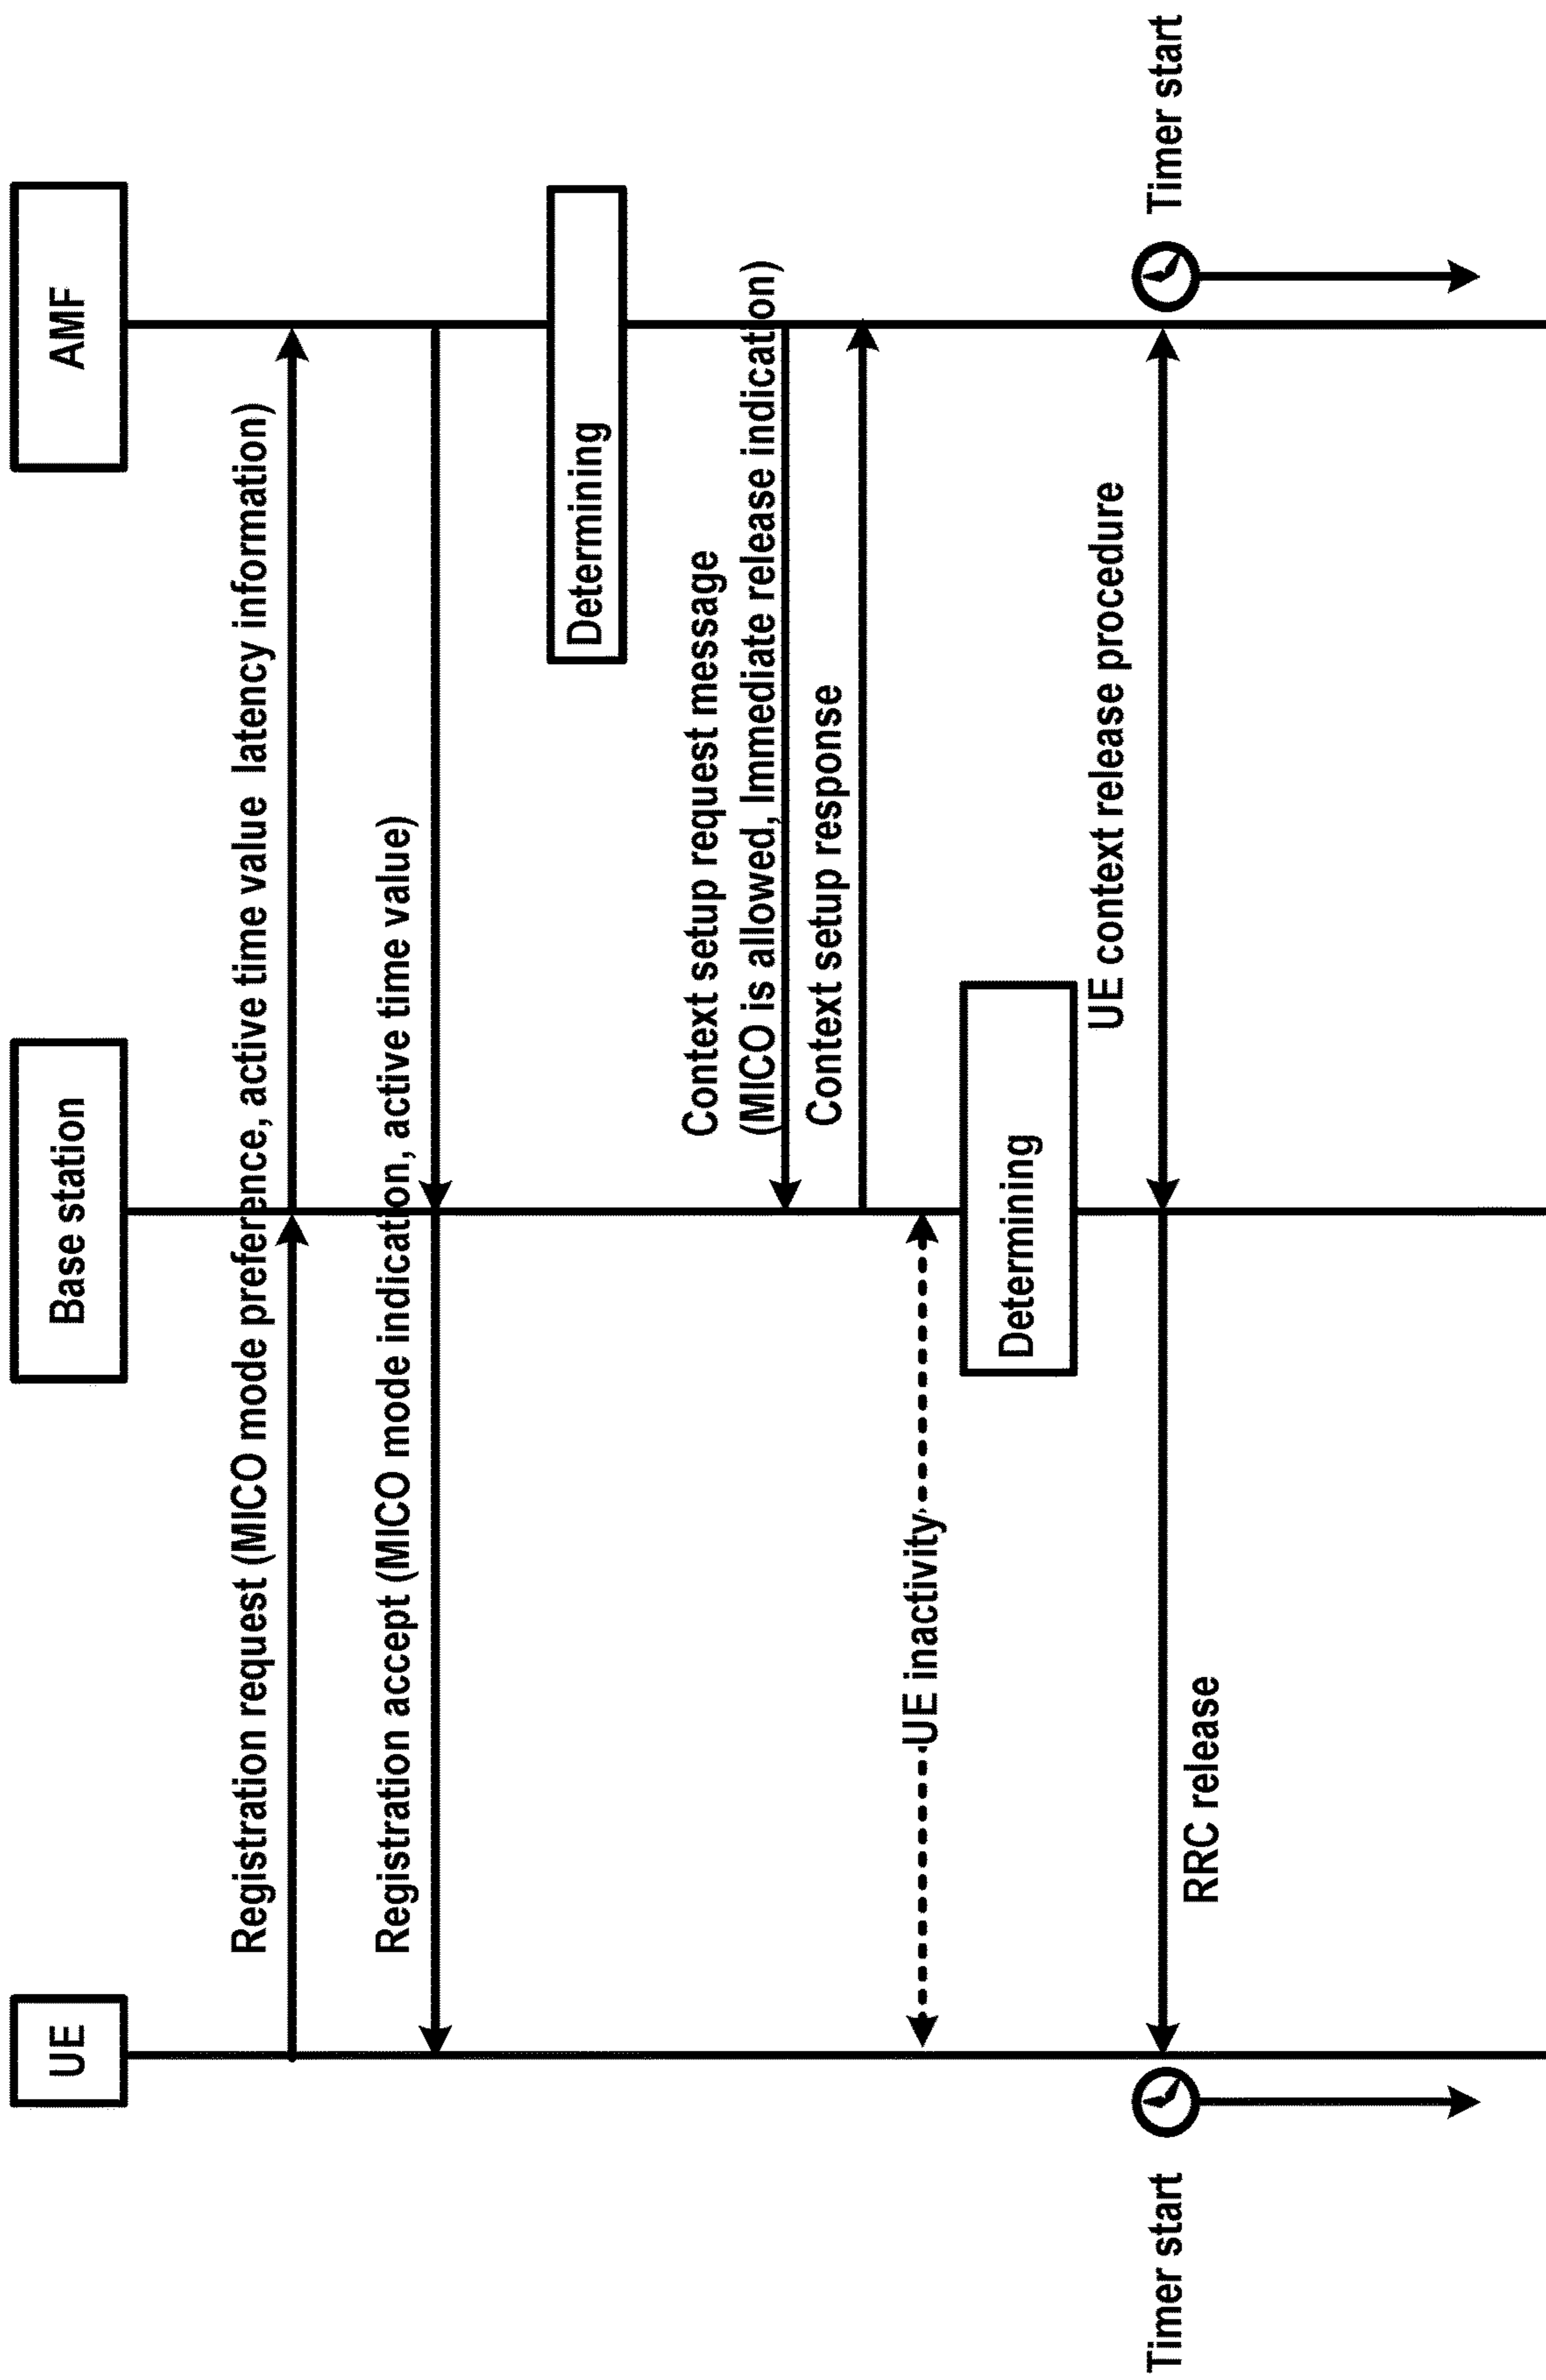 UE
Base station
AMF
Registration request (MICO mode preference, active time value latency information)
Registration accept (MICO mode indication, active time value)
Determining
Context setup request message
(MICO is allowed, Immediate release indication)
Context setup response
UE inactivity
Determining
UE context release procedure
Timer start
Timer start
RRC release